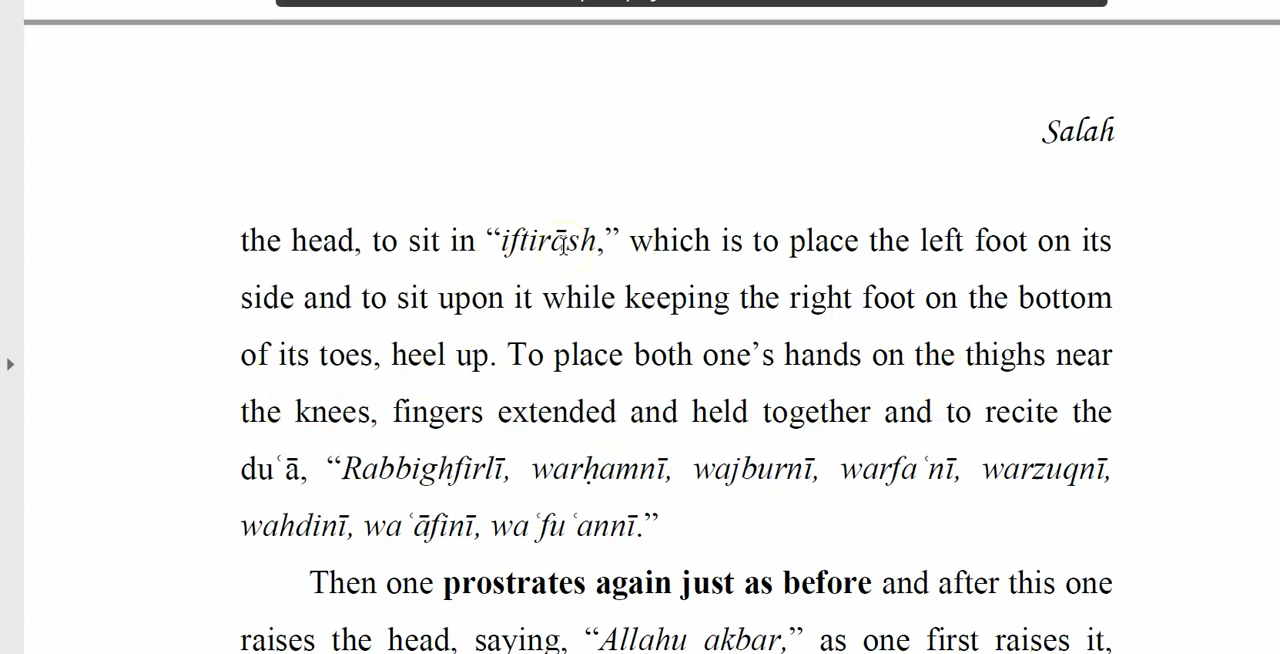 Salah
the head, to sit in “iftirāsh,” which is to place the left foot on its
side and to sit upon it while keeping the right foot on the bottom
of its toes, heel up. To place both one’s hands on the thighs near
the knees, fingers extended and held together and to recite the
duʿā, “Rabbighfirlī, warḥamnī, wajburnī, warfaʿnī, warzuqnī,
wahdinī, waʿāfinī, waʿfuʿannī.”
Then one prostrates again just as before and after this one
raises the head, saying, “Allahu akbar,” as one first raises it,